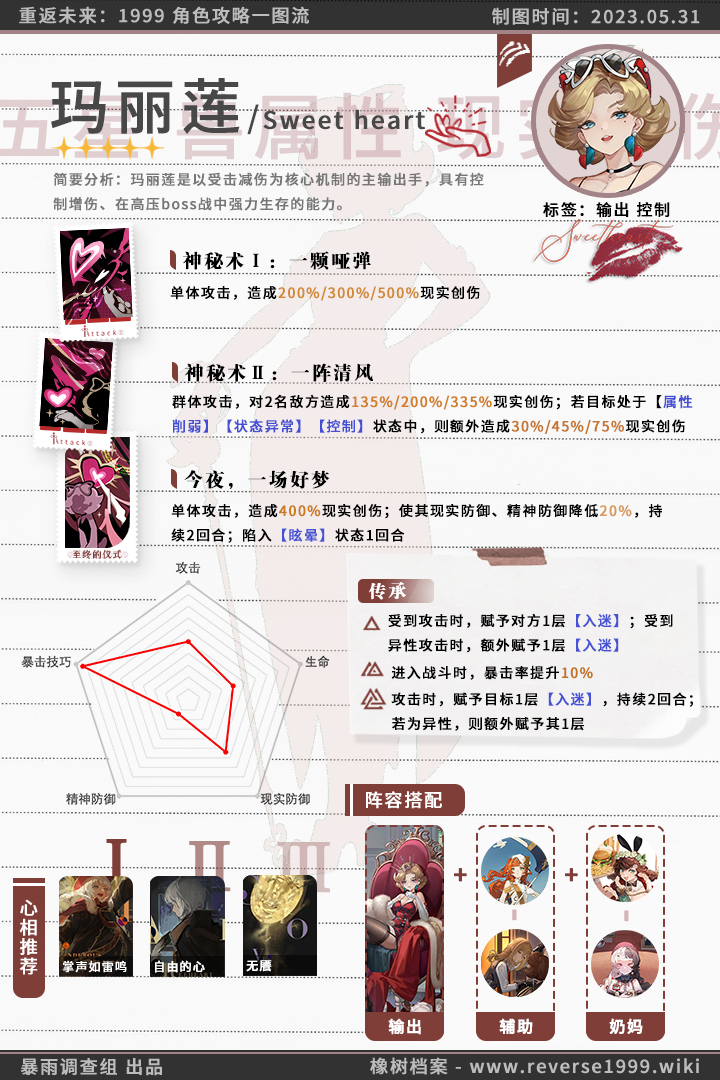 重返未来：1999 角色攻略一图流
制图时间：2023.05.31
五星 兽属性 现实创伤
玛丽莲/Sweet heart
简要分析：玛丽莲是以受击减伤为核心机制的主输出手，具有控
制增伤、在高压boss战中强力生存的能力。
标签：输出 控制
Sweetheart
神秘术Ⅰ：一颗哑弹
单体攻击，造成200%/300%/500%现实创伤
Attack
神秘术Ⅱ：一阵清风
群体攻击，对2名敌方造成135%/200%/335%现实创伤；若目标处于【属性
削弱】【状态异常】【控制】状态中，则额外造成30%/45%/75%现实创伤
Attack
今夜，一场好梦
单体攻击，造成400%现实创伤；使其现实防御、精神防御降低20%，持
续2回合；陷入【眩晕】状态1回合
至终的仪式
攻击
生命
现实防御
精神防御
暴击技巧
传承
受到攻击时，赋予对方1层【入迷】；受到
异性攻击时，额外赋予1层【入迷】
进入战斗时，暴击率提升10%
攻击时，赋予目标1层【入迷】，持续2回合；
若为异性，则额外赋予其1层
阵容搭配
I II III
心相推荐
掌声如雷鸣
自由的心
无餍
+ +
输出
辅助
奶妈
暴雨调查组 出品
橡树档案 - www.reverse1999.wiki